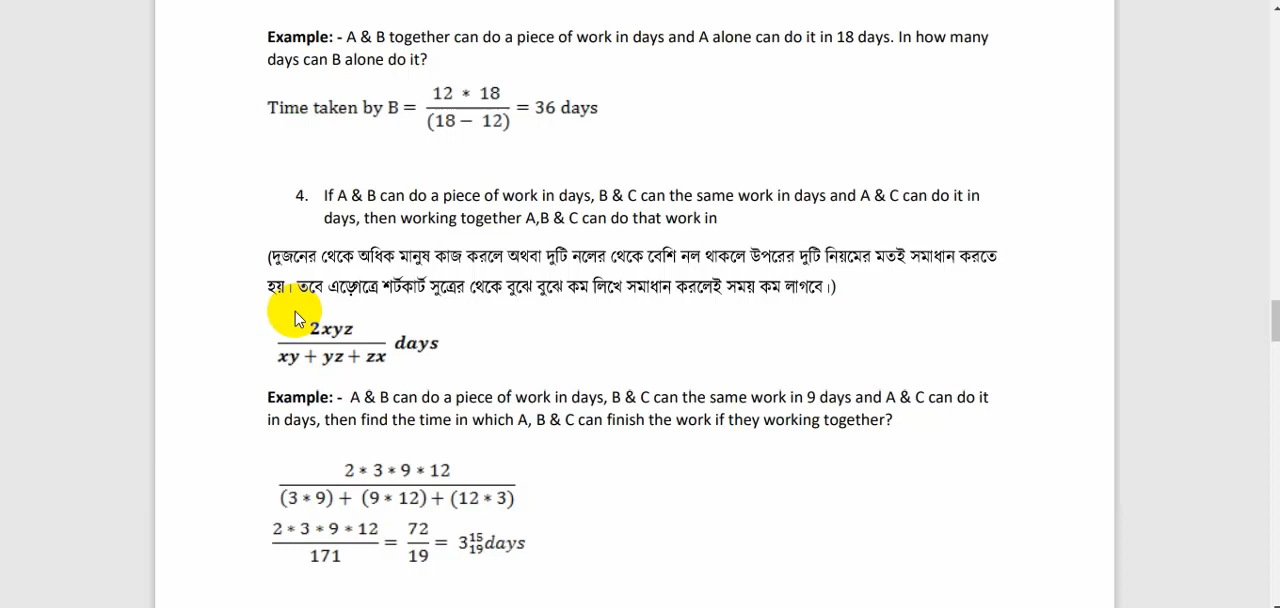 Example: - A & B together can do a piece of work in days and A alone can do it in 18 days. In how many
days can B alone do it?
Time taken by B = 12 * 18 / (18 − 12) = 36 days
4. If A & B can do a piece of work in days, B & C can the same work in days and A & C can do it in
days, then working together A,B & C can do that work in
(দুজনের থেকে অধিক মানুষ কাজ করলে অথবা দুটি নলের থেকে বেশি নল থাকলে উপরের দুটি নিয়মের মতই সমাধান করতে
হয়। তবে এক্ষেত্রে শর্টকার্ট সুত্রের থেকে বুঝে বুঝে কম লিখে সমাধান করলেই সময় কম লাগবে।)
2xyz / xy + yz + zx days
Example: - A & B can do a piece of work in days, B & C can the same work in 9 days and A & C can do it
in days, then find the time in which A, B & C can finish the work if they working together?
2 * 3 * 9 * 12 / (3 * 9) + (9 * 12) + (12 * 3)
2 * 3 * 9 * 12 / 171 = 72 / 19 = 3 15/19 days